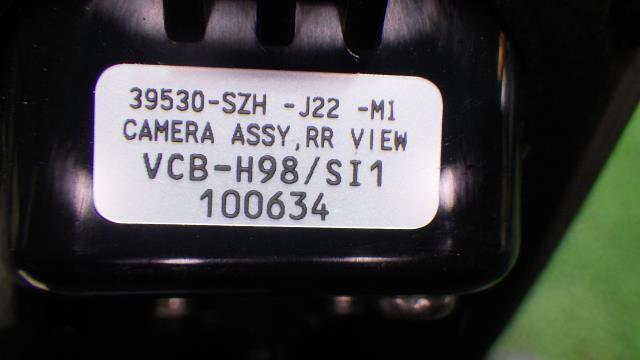 39530-SZH -J22 -M1
CAMERA ASSY,RR VIEW
VCB-H98/SI1
100634